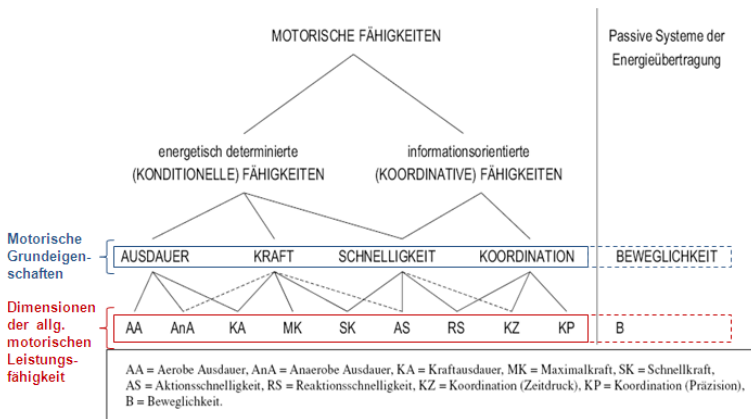 MOTORISCHE FÄHIGKEITEN
Passive Systeme der
Energieübertragung
energetisch determinierte
(KONDITIONELLE) FÄHIGKEITEN
informationsorientierte
(KOORDINATIVE) FÄHIGKEITEN
Motorische
Grundeigen-
schaften
AUSDAUER KRAFT SCHNELLIGKEIT KOORDINATION BEWEGLICHKEIT
Dimensionen
der allg.
motorischen
Leistungs-
fähigkeit
AA AnA KA MK SK AS RS KZ KP B
AA = Aerobe Ausdauer, AnA = Anaerobe Ausdauer, KA = Kraftausdauer, MK = Maximalkraft, SK = Schnellkraft,
AS = Aktionsschnelligkeit, RS = Reaktionsschnelligkeit, KZ = Koordination (Zeitdruck), KP = Koordination (Präzision),
B = Beweglichkeit.